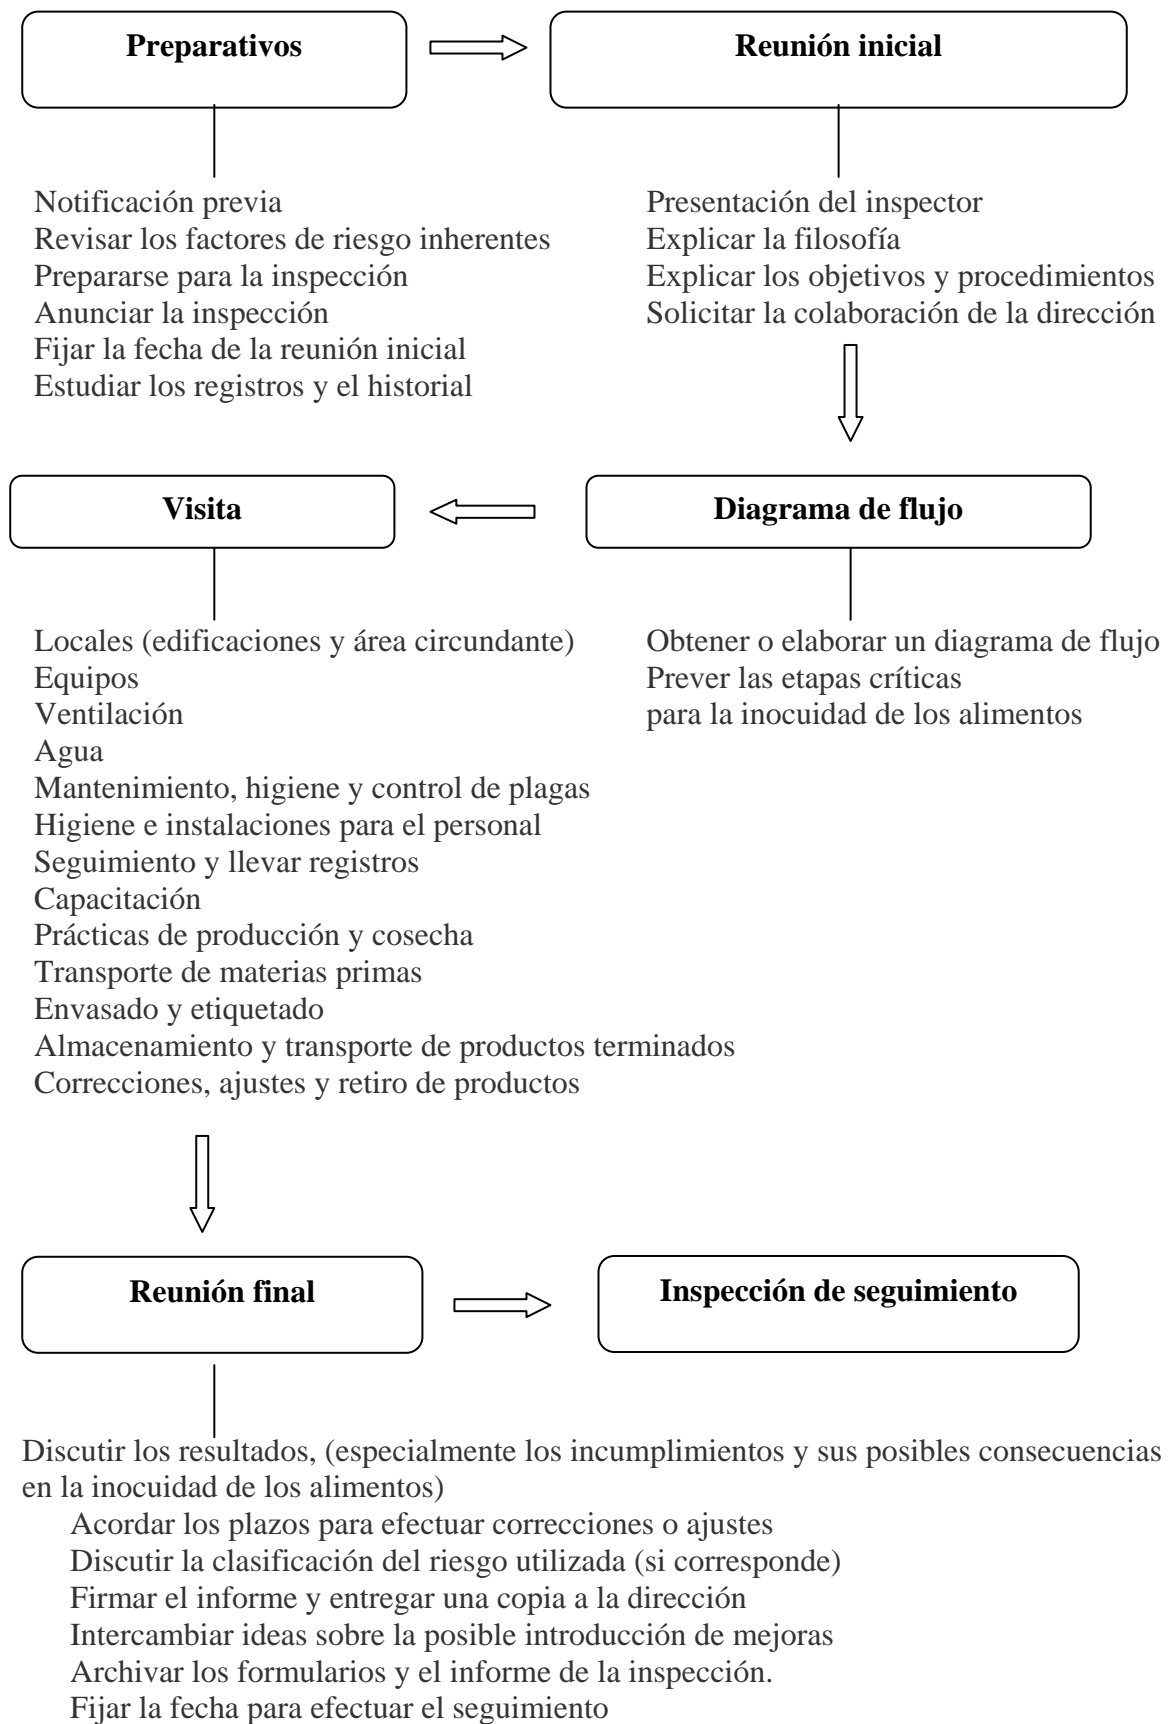 Preparativos
Reunión inicial
Notificación previa
Revisar los factores de riesgo inherentes
Prepararse para la inspección
Anunciar la inspección
Fijar la fecha de la reunión inicial
Estudiar los registros y el historial
Presentación del inspector
Explicar la filosofía
Explicar los objetivos y procedimientos
Solicitar la colaboración de la dirección
Visita
Diagrama de flujo
Locales (edificaciones y área circundante)
Equipos
Ventilación
Agua
Mantenimiento, higiene y control de plagas
Higiene e instalaciones para el personal
Seguimiento y llevar registros
Capacitación
Prácticas de producción y cosecha
Transporte de materias primas
Envasado y etiquetado
Almacenamiento y transporte de productos terminados
Correcciones, ajustes y retiro de productos
Obtener o elaborar un diagrama de flujo
Prever las etapas críticas
para la inocuidad de los alimentos
Reunión final
Inspección de seguimiento
Discutir los resultados, (especialmente los incumplimientos y sus posibles consecuencias
en la inocuidad de los alimentos)
Acordar los plazos para efectuar correcciones o ajustes
Discutir la clasificación del riesgo utilizada (si corresponde)
Firmar el informe y entregar una copia a la dirección
Intercambiar ideas sobre la posible introducción de mejoras
Archivar los formularios y el informe de la inspección.
Fijar la fecha para efectuar el seguimiento